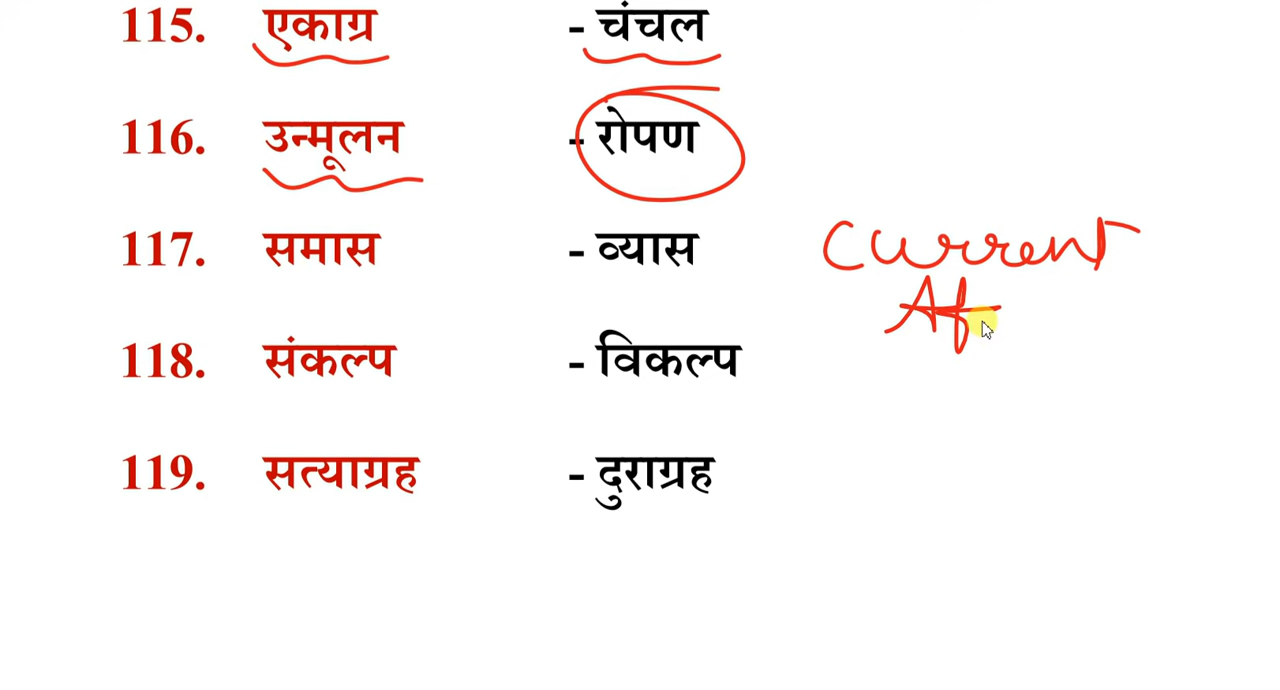 115. एकाग्र - चंचल
116. उन्मूलन - रोपण
117. समास - व्यास
Current
Af
118. संकल्प - विकल्प
119. सत्याग्रह - दुराग्रह